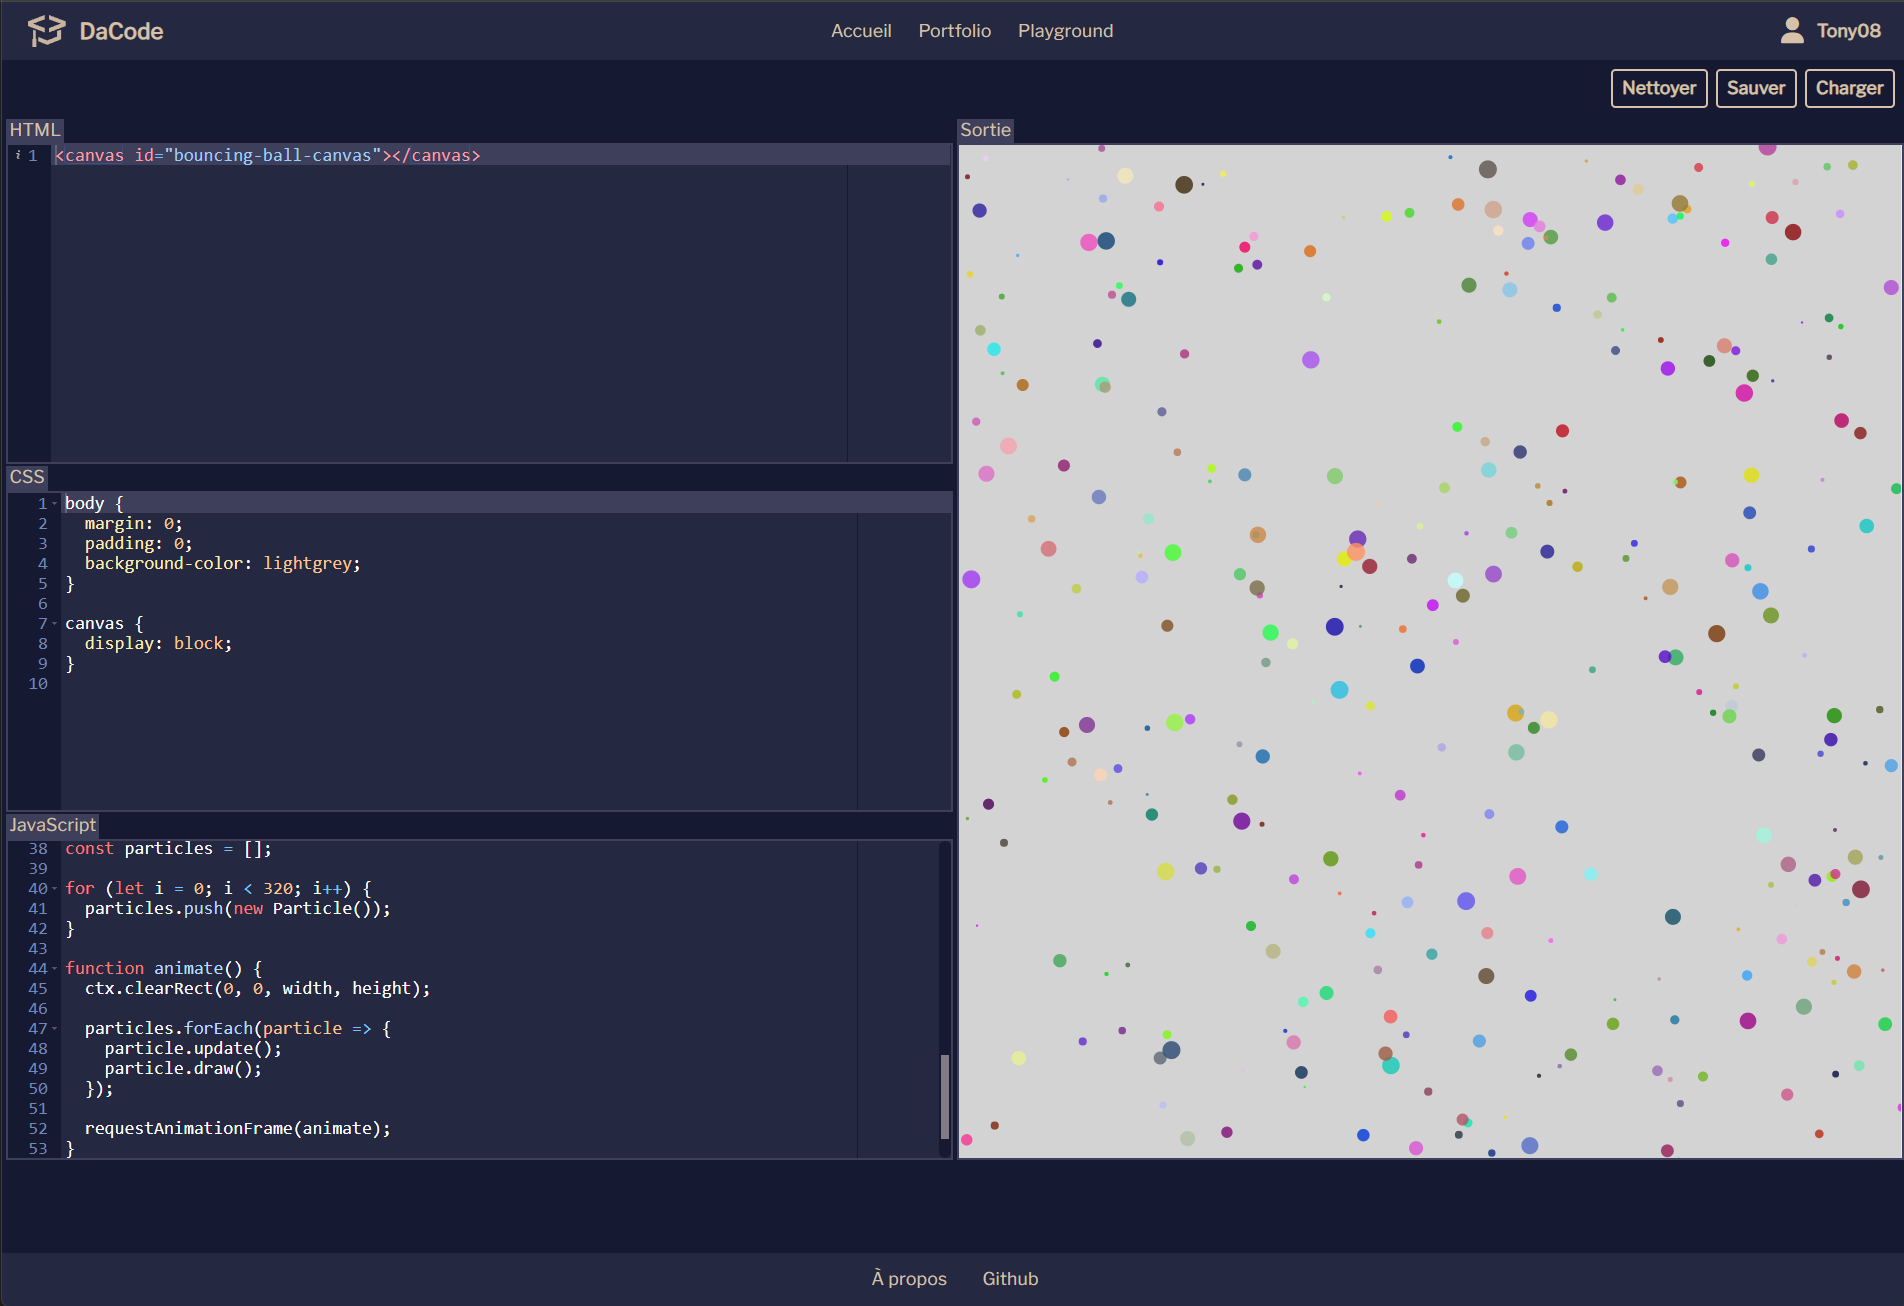 DaCode
Accueil Portfolio Playground
Tony08
Nettoyer Sauver Charger
HTML
i 1 <canvas id="bouncing-ball-canvas"></canvas>
CSS
1 body {
2 margin: 0;
3 padding: 0;
4 background-color: lightgrey;
5 }
6
7 canvas {
8 display: block;
9 }
10
JavaScript
38 const particles = [];
39
40 for (let i = 0; i < 320; i++) {
41 particles.push(new Particle());
42 }
43
44 function animate() {
45 ctx.clearRect(0, 0, width, height);
46
47 particles.forEach(particle => {
48 particle.update();
49 particle.draw();
50 });
51
52 requestAnimationFrame(animate);
53 }
Sortie
À propos Github